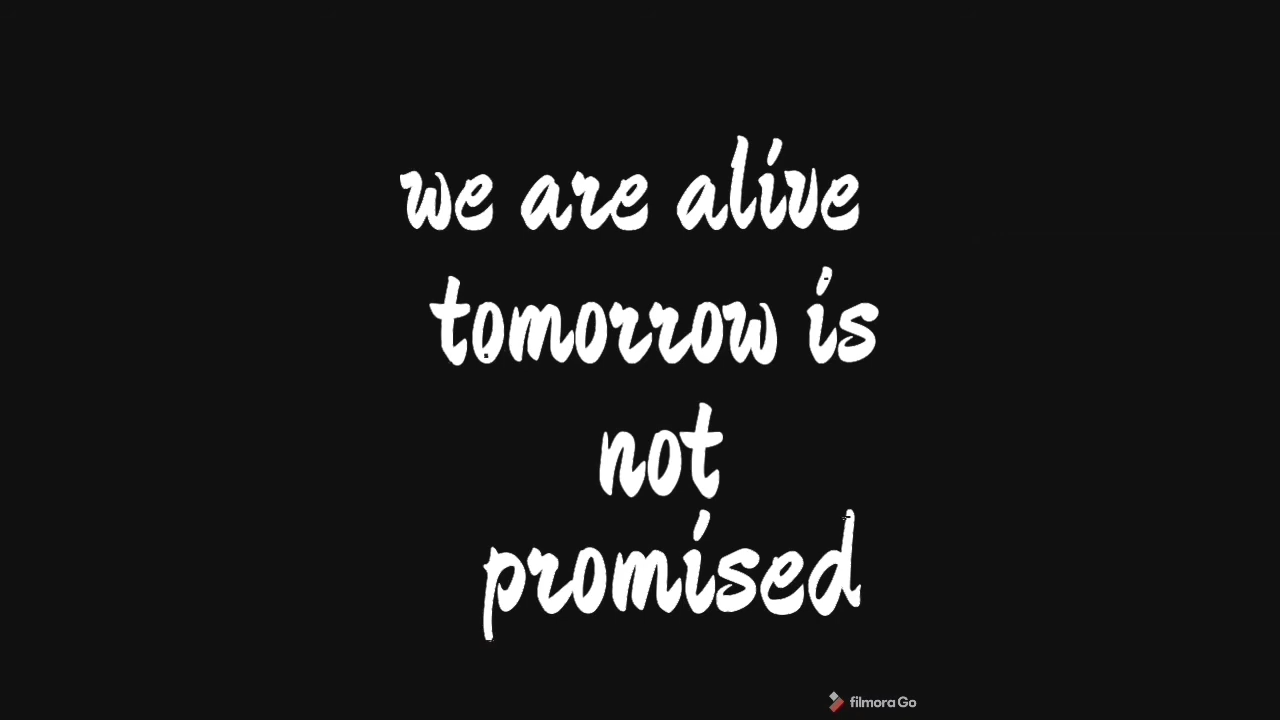 we are alive
tomorrow is
not
promised
filmora Go